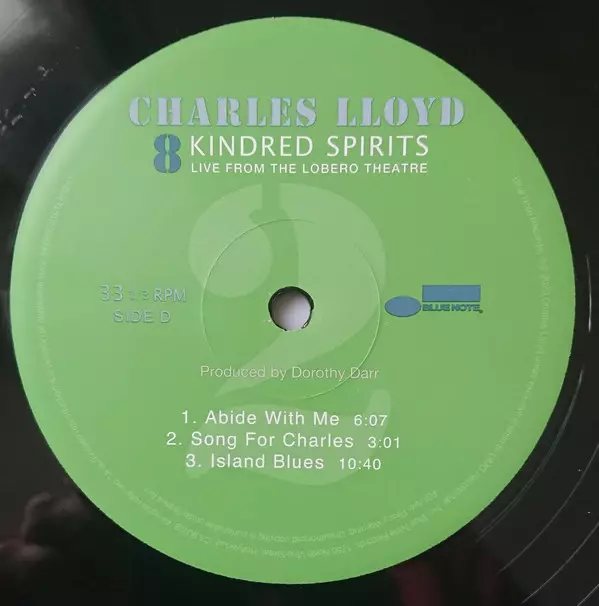 CHARLES LLOYD
8 KINDRED SPIRITS
LIVE FROM THE LOBERO THEATRE
2
33 1/3 RPM
SIDE D
BLUE NOTE
Produced by Dorothy Darr
1. Abide With Me 6:07
2. Song For Charles 3:01
3. Island Blues 10:40